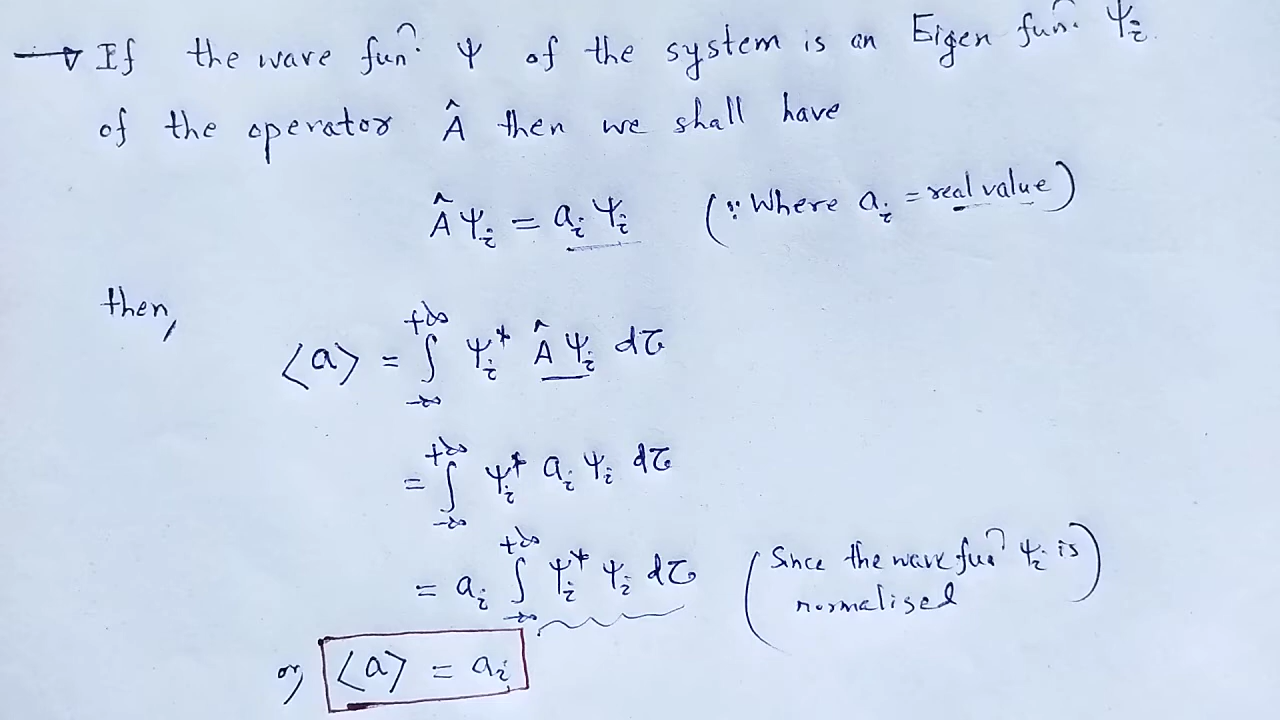 → If the wave fun^n. ψ of the system is an Eigen fun^n. ψ_i.
of the operator Â then we shall have
Âψ_i = a_i ψ_i (∵ Where a_i = real value)
then,
⟨a⟩ = ∫_{-∞}^{+∞} ψ_i* Â ψ_i dτ
= ∫_{-∞}^{+∞} ψ_i* a_i ψ_i dτ
= a_i ∫_{-∞}^{+∞} ψ_i* ψ_i dτ (Since the wave fun^n ψ_i is
normalised)
or, ⟨a⟩ = a_i